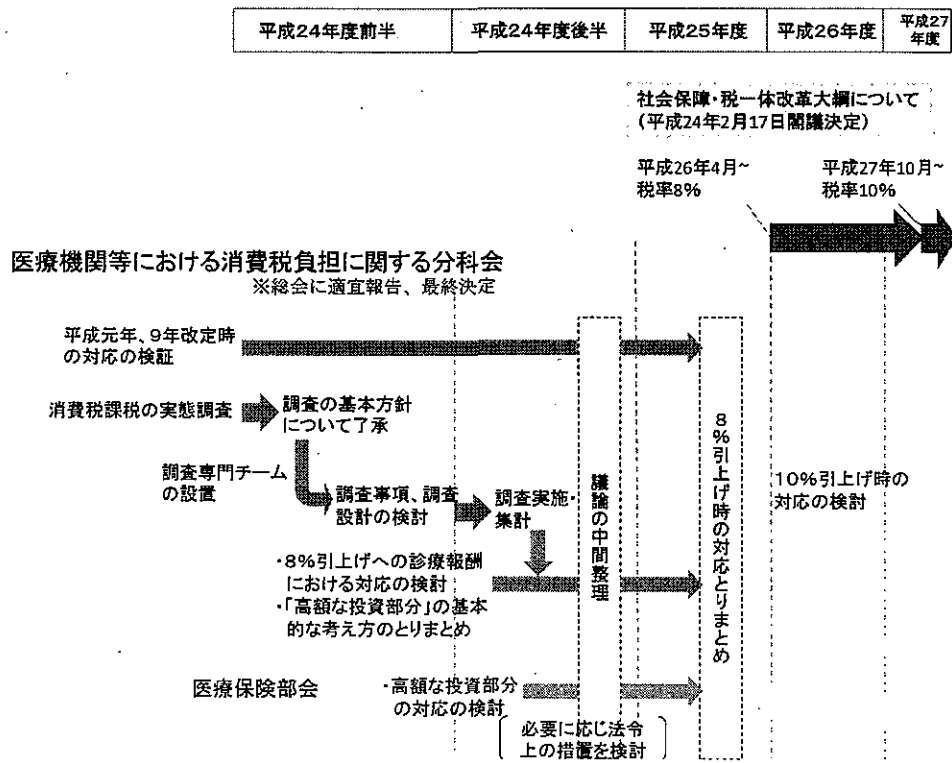 平成24年度前半
平成24年度後半
平成25年度
平成26年度
平成27
年度
社会保障・税一体改革大綱について
(平成24年2月17日閣議決定)
平成26年4月~
税率8%
平成27年10月~
税率10%
医療機関等における消費税負担に関する分科会
※総会に適宜報告、最終決定
平成元年、9年改定時
の対応の検証
消費税課税の実態調査
調査の基本方針
について了承
調査専門チーム
の設置
調査事項、調査
設計の検討
調査実施・
集計
・8%引上げへの診療報酬
における対応の検討
・「高額な投資部分」の基本
的な考え方のとりまとめ
議論の中間整理
8%引上げ時の対応とりまとめ
10%引上げ時の
対応の検討
医療保険部会
・高額な投資部分
の対応の検討
必要に応じ法令
上の措置を検討